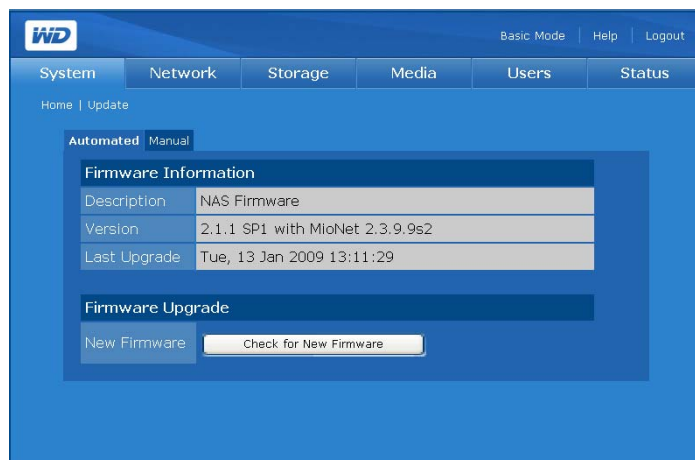 WD
Basic Mode | Help | Logout
System Network Storage Media Users Status
Home | Update
Automated Manual
Firmware Information
Description NAS Firmware
Version 2.1.1 SP1 with MioNet 2.3.9.9s2
Last Upgrade Tue, 13 Jan 2009 13:11:29
Firmware Upgrade
New Firmware Check for New Firmware